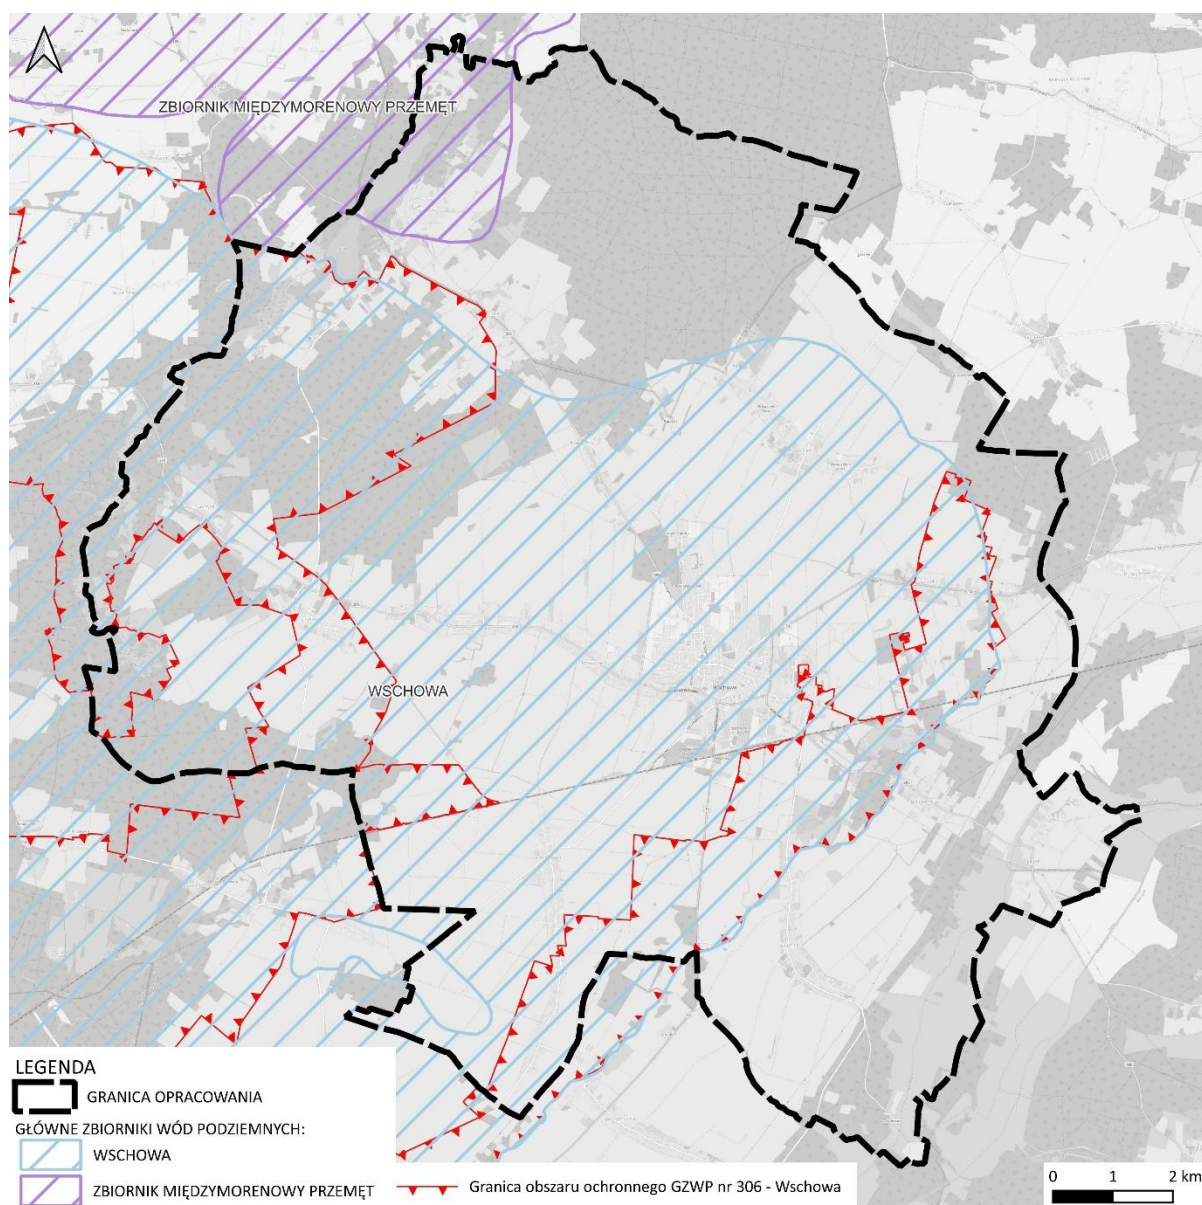 ZBIORNIK MIĘDZYMORENOWY PRZEMĘT
WSCHOWA
LEGENDA
GRANICA OPRACOWANIA
GŁÓWNE ZBIORNIKI WÓD PODZIEMNYCH:
WSCHOWA
ZBIORNIK MIĘDZYMORENOWY PRZEMĘT
Granica obszaru ochronnego GZWP nr 306 - Wschowa
0 1 2 km